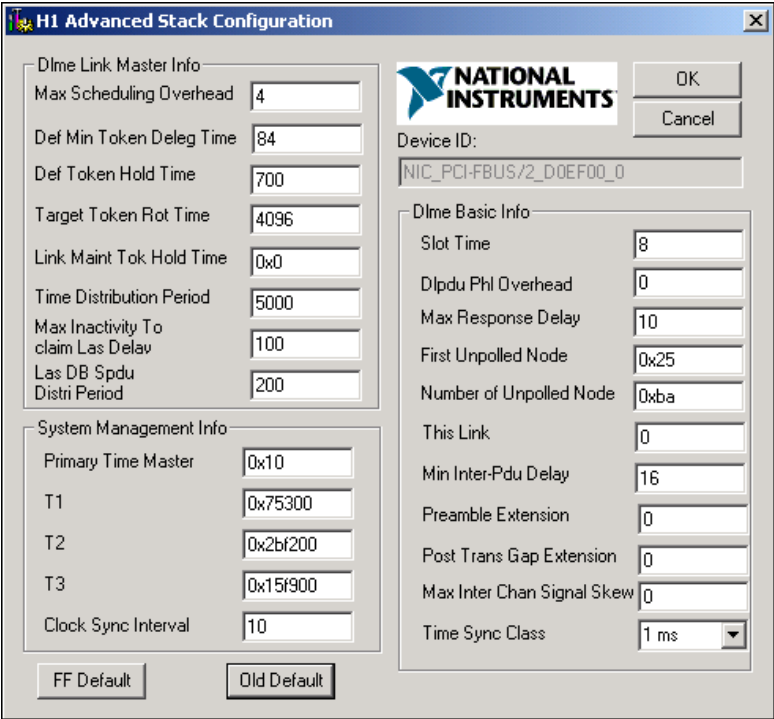 H1 Advanced Stack Configuration
Dlme Link Master Info
Max Scheduling Overhead 4
Def Min Token Deleg Time 84
Def Token Hold Time 700
Target Token Rot Time 4096
Link Maint Tok Hold Time 0x0
Time Distribution Period 5000
Max Inactivity To
claim Las Delay 100
Las DB Spdu
Distri Period 200
System Management Info
Primary Time Master 0x10
T1 0x75300
T2 0x2bf200
T3 0x15f900
Clock Sync Interval 10
FF Default
Old Default
NATIONAL
INSTRUMENTS
OK
Cancel
Device ID:
NIC_PCI-FBUS/2_D0EF00_0
Dlme Basic Info
Slot Time 8
Dlpdu Phl Overhead 0
Max Response Delay 10
First Unpolled Node 0x25
Number of Unpolled Node 0xba
This Link 0
Min Inter-Pdu Delay 16
Preamble Extension 0
Post Trans Gap Extension 0
Max Inter Chan Signal Skew 0
Time Sync Class 1 ms